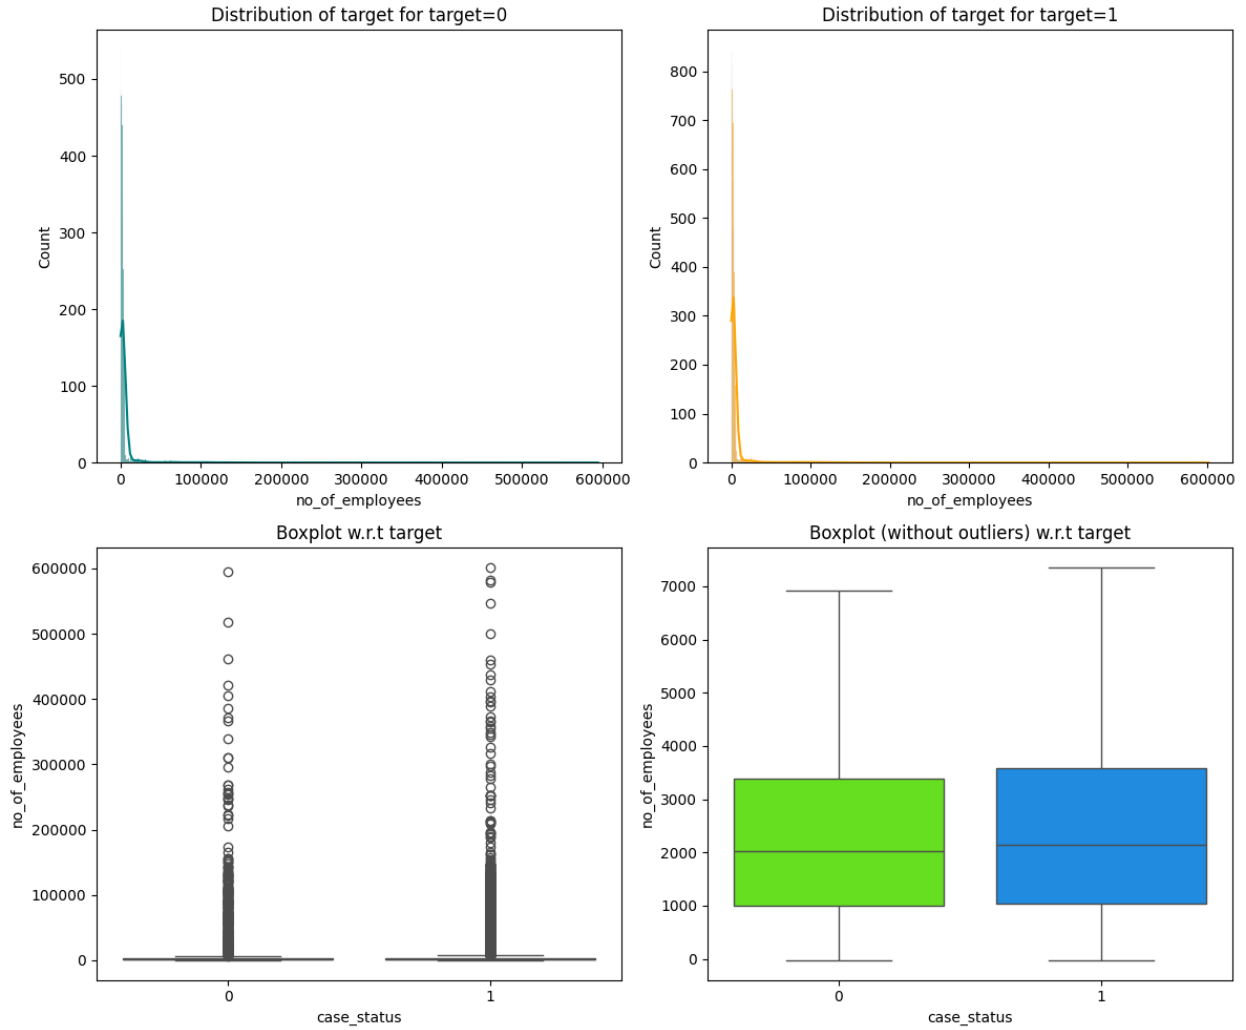 Distribution of target for target=0
Distribution of target for target=1
500
400
300
200
100
0
Count
0 100000 200000 300000 400000 500000 600000
no_of_employees
800
700
600
500
400
300
200
100
0
Count
0 100000 200000 300000 400000 500000 600000
no_of_employees
Boxplot w.r.t target
600000
500000
400000
300000
200000
100000
0
no_of_employees
0 1
case_status
Boxplot (without outliers) w.r.t target
7000
6000
5000
4000
3000
2000
1000
0
no_of_employees
0 1
case_status